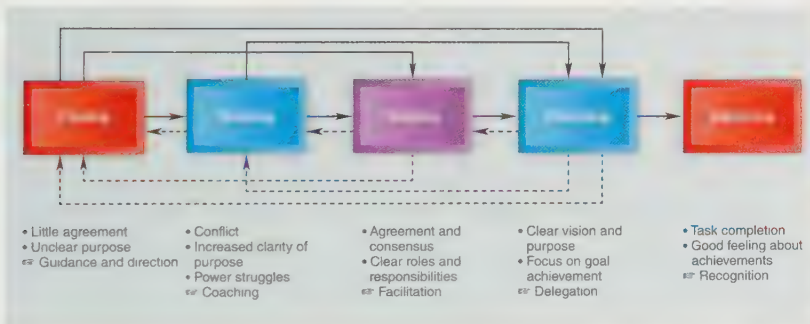 • Little agreement
• Unclear purpose
☞ Guidance and direction
• Conflict
• Increased clarity of
purpose
• Power struggles
☞ Coaching
• Agreement and
consensus
• Clear roles and
responsibilities
☞ Facilitation
• Clear vision and
purpose
• Focus on goal
achievement
☞ Delegation
• Task completion
• Good feeling about
achievements
☞ Recognition